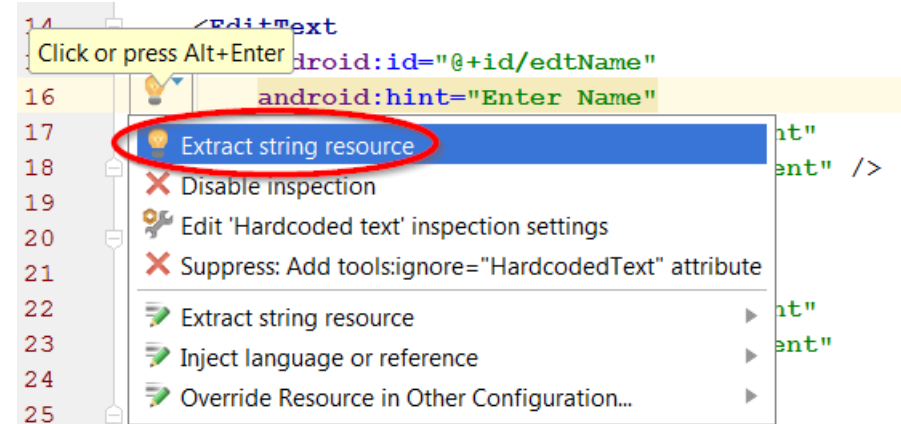 14 <EditText
Click or press Alt+Enter
droid:id="@+id/edtName"
16 android:hint="Enter Name"
17 nt"
18 ent" />
19
20
21
22 nt"
23 ent"
24
25
Extract string resource
Disable inspection
Edit 'Hardcoded text' inspection settings
Suppress: Add tools:ignore="HardcodedText" attribute
Extract string resource
Inject language or reference
Override Resource in Other Configuration...